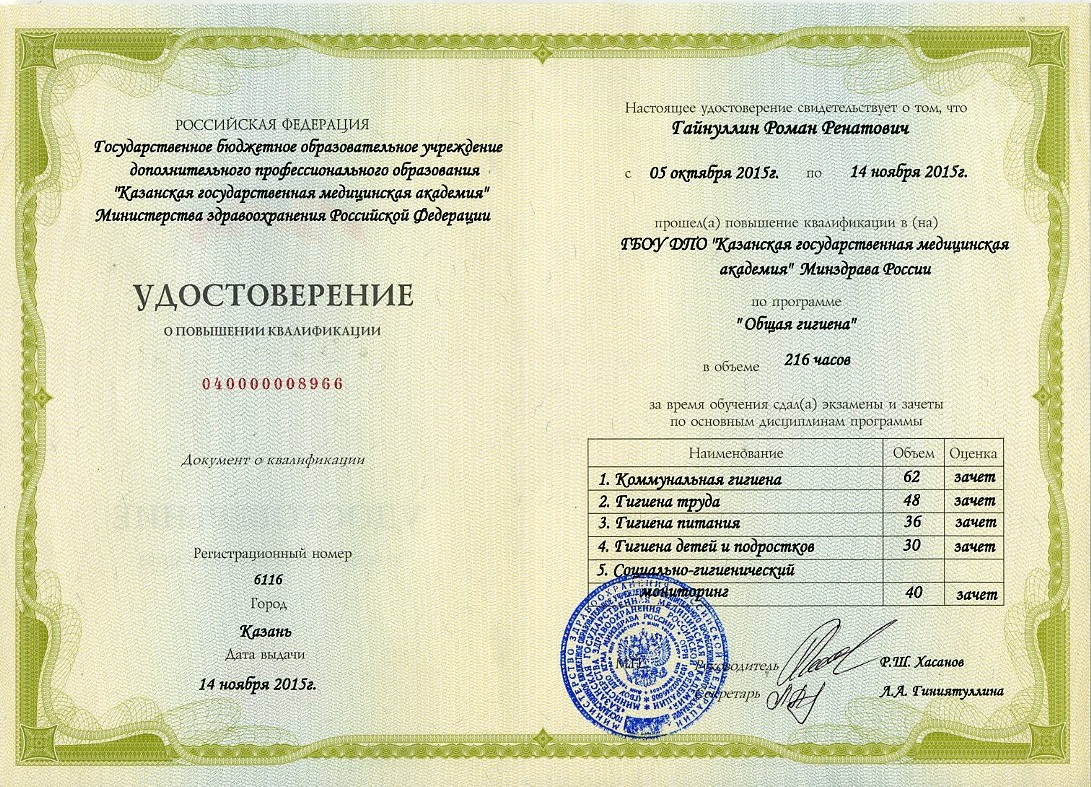 РОССИЙСКАЯ ФЕДЕРАЦИЯ
Государственное бюджетное образовательное учреждение
дополнительного профессионального образования
"Казанская государственная медицинская академия"
Министерства здравоохранения Российской Федерации
УДОСТОВЕРЕНИЕ
О ПОВЫШЕНИИ КВАЛИФИКАЦИИ
040000008966
Документ о квалификации
Регистрационный номер
6116
Город
Казань
Дата выдачи
14 ноября 2015г.
Настоящее удостоверение свидетельствует о том, что
Гайнуллин Роман Ренатович
с 05 октября 2015г. по 14 ноября 2015г.
прошел(а) повышение квалификации в (на)
ГБОУ ДПО "Казанская государственная медицинская
академия" Минздрава России
по программе
"Общая гигиена"
в объеме 216 часов
за время обучения сдал(а) экзамены и зачеты
по основным дисциплинам программы
Наименование Объем Оценка
1. Коммунальная гигиена 62 зачет
2. Гигиена труда 48 зачет
3. Гигиена питания 36 зачет
4. Гигиена детей и подростков 30 зачет
5. Социально-гигиенический
мониторинг 40 зачет
М.П. Руководитель Р.Ш. Хасанов
Секретарь Л.А. Гиниятуллина